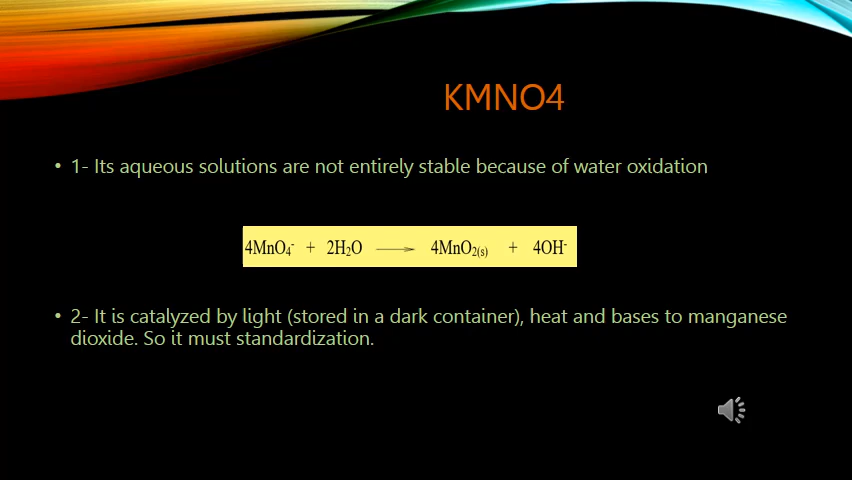 KMNO4
• 1- Its aqueous solutions are not entirely stable because of water oxidation
4MnO₄⁻ + 2H₂O ⟶ 4MnO₂₍ₛ₎ + 4OH⁻
• 2- It is catalyzed by light (stored in a dark container), heat and bases to manganese
dioxide. So it must standardization.